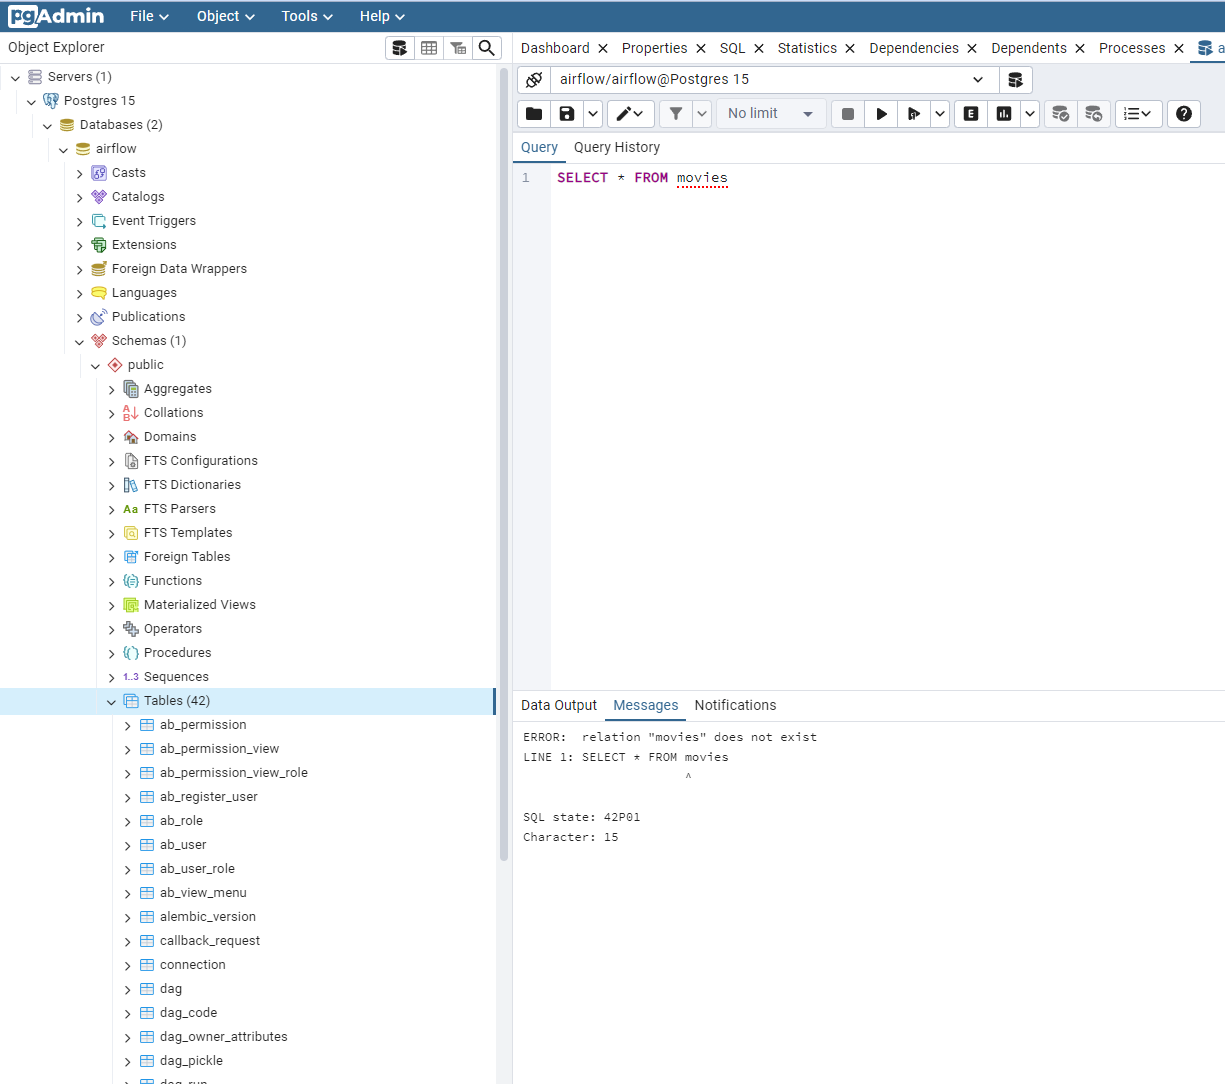 pgAdmin File Object Tools Help
Object Explorer
Dashboard Properties SQL Statistics Dependencies Dependents Processes a
Servers (1)
Postgres 15
Databases (2)
airflow
Casts
Catalogs
Event Triggers
Extensions
Foreign Data Wrappers
Languages
Publications
Schemas (1)
public
Aggregates
Collations
Domains
FTS Configurations
FTS Dictionaries
Aa FTS Parsers
FTS Templates
Foreign Tables
Functions
Materialized Views
Operators
Procedures
1..3 Sequences
Tables (42)
ab_permission
ab_permission_view
ab_permission_view_role
ab_register_user
ab_role
ab_user
ab_user_role
ab_view_menu
alembic_version
callback_request
connection
dag
dag_code
dag_owner_attributes
dag_pickle
dag_run
airflow/airflow@Postgres 15
No limit E
Query Query History
1 SELECT * FROM movies
Data Output Messages Notifications
ERROR: relation "movies" does not exist
LINE 1: SELECT * FROM movies
^
SQL state: 42P01
Character: 15